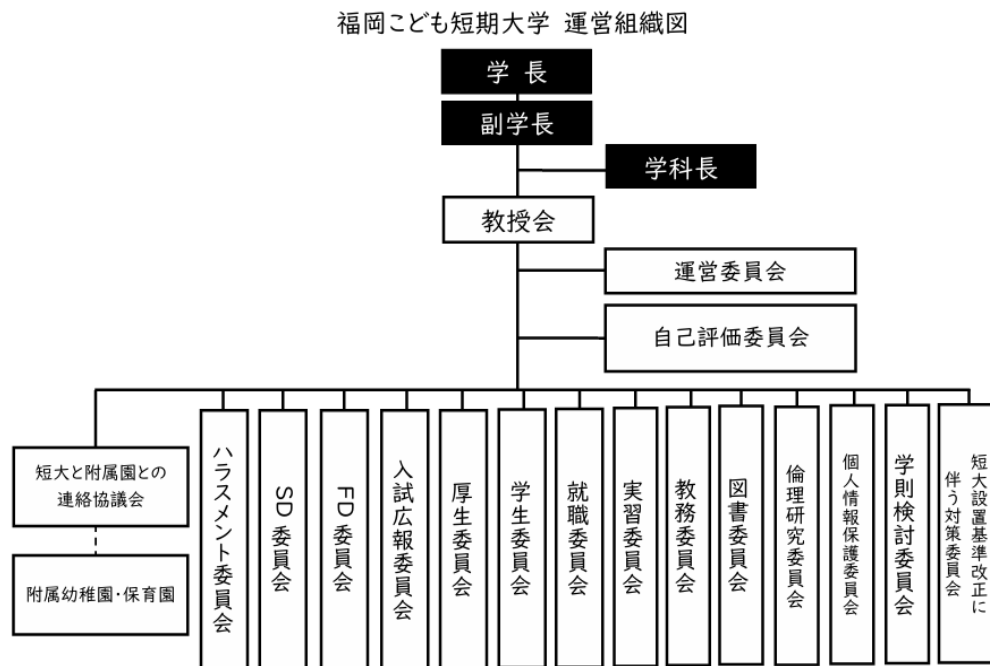 福岡こども短期大学 運営組織図
学 長
副学長
学科長
教授会
運営委員会
自己評価委員会
短大と附属園との
連絡協議会
附属幼稚園・保育園
ハラスメント委員会
SD委員会
FD委員会
入試広報委員会
厚生委員会
学生委員会
就職委員会
実習委員会
教務委員会
図書委員会
倫理研究委員会
個人情報保護委員会
学則検討委員会
短大設置基準改正に
伴う対策委員会